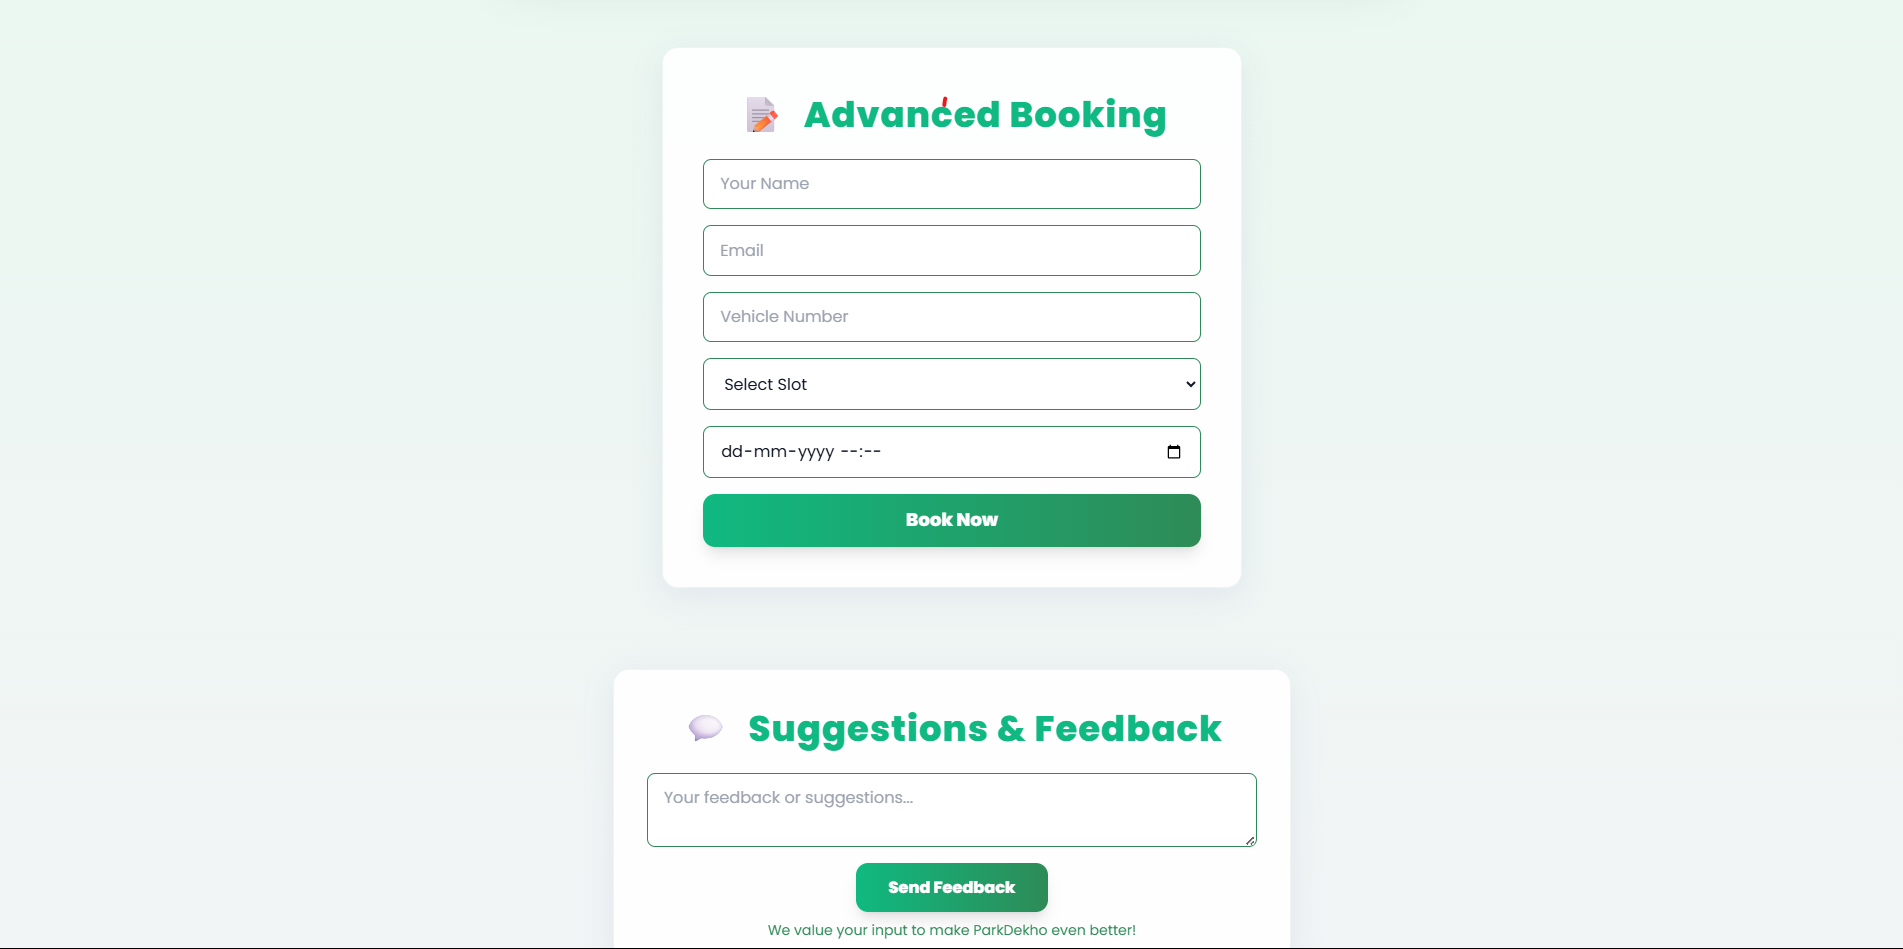 Advanced Booking
Your Name
Email
Vehicle Number
Select Slot
dd-mm-yyyy --:--
Book Now
Suggestions & Feedback
Your feedback or suggestions...
Send Feedback
We value your input to make ParkDekho even better!